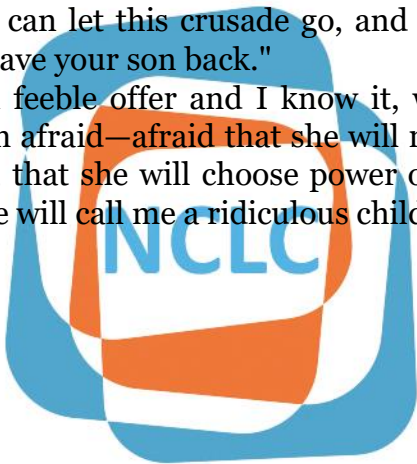 can let this crusade go, and
ave your son back."
feeble offer and I know it,
afraid—afraid that she will
that she will choose power
e will call me a ridiculous child
NCLC